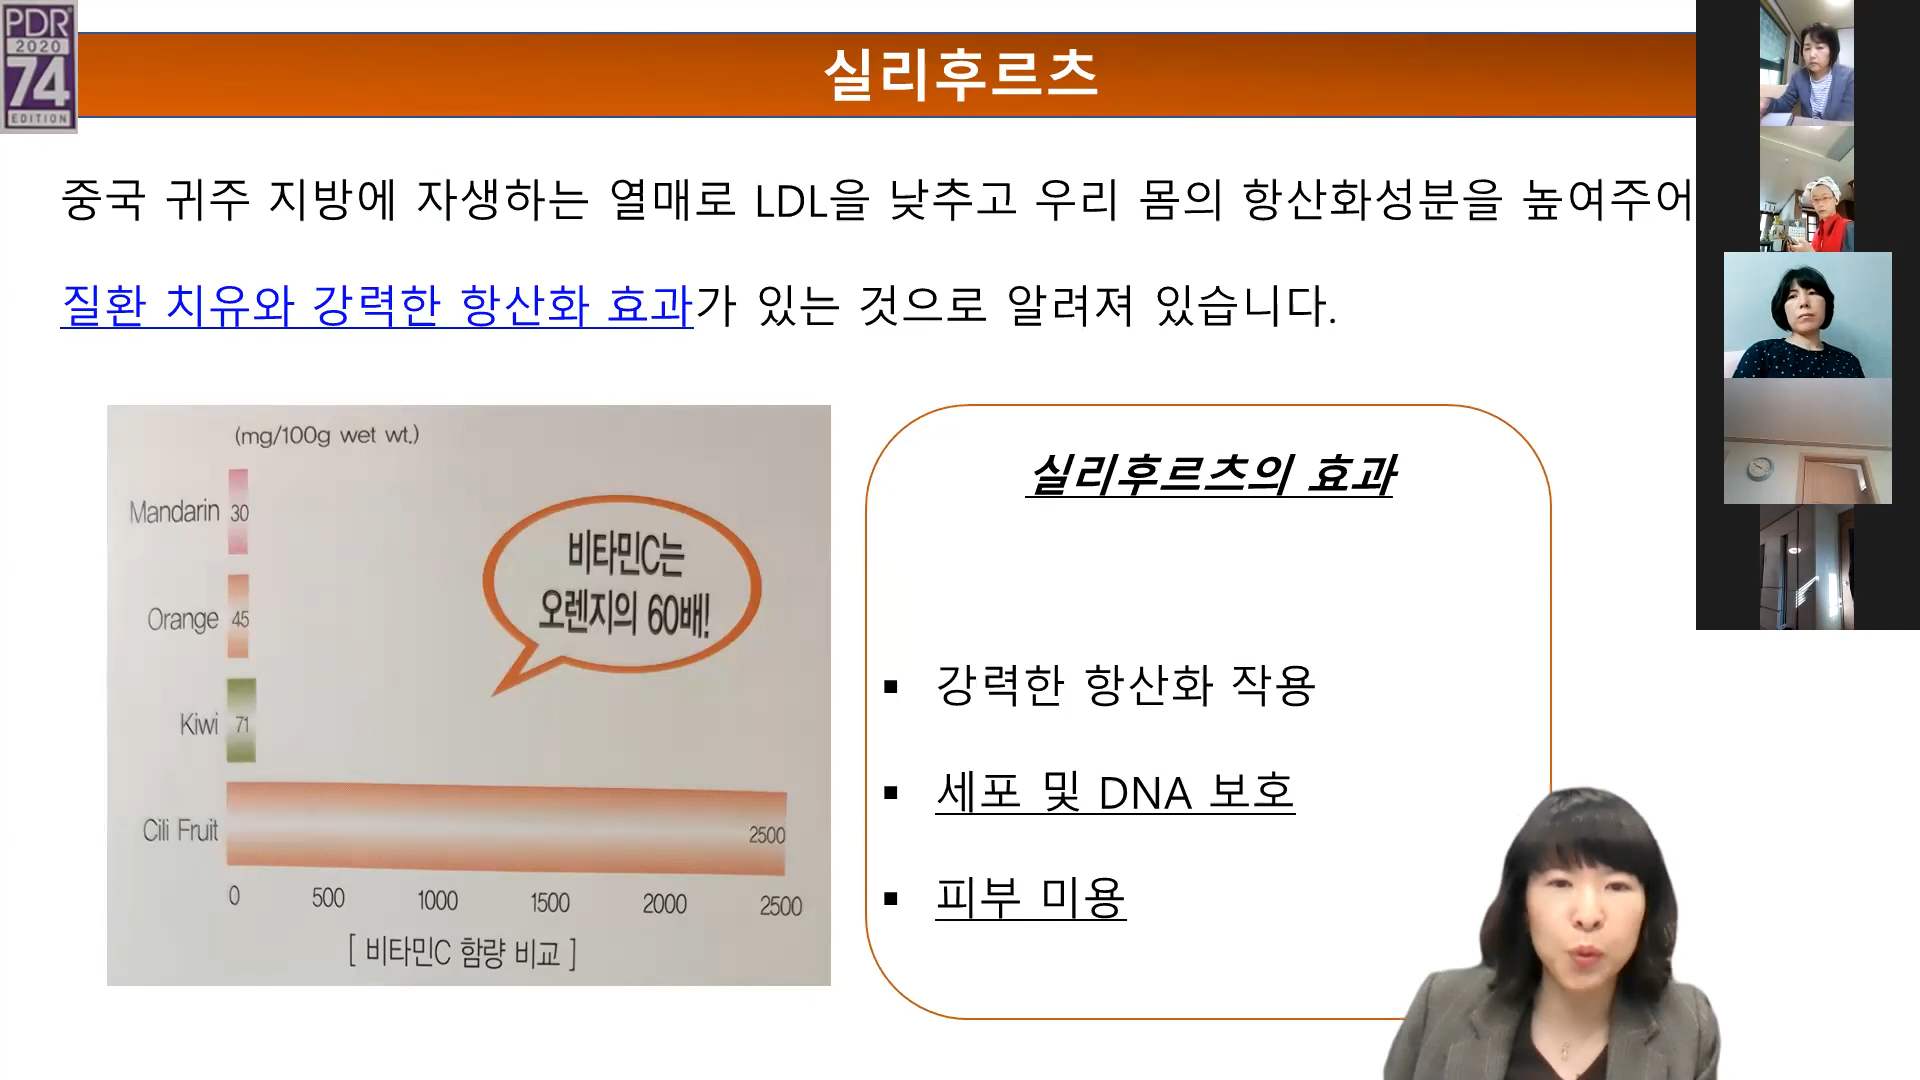 PDR
2020
74
EDITION
실리후르츠
중국 귀주 지방에 자생하는 열매로 LDL을 낮추고 우리 몸의 항산화성분을 높여주어
질환 치유와 강력한 항산화 효과가 있는 것으로 알려져 있습니다.
(mg/100g wet wt.)
Mandarin 30
Orange 45
Kiwi 71
Cili Fruit 2500
0 500 1000 1500 2000 2500
[ 비타민C 함량 비교 ]
비타민C는
오렌지의 60배!
실리후르츠의 효과
▪ 강력한 항산화 작용
▪ 세포 및 DNA 보호
▪ 피부 미용